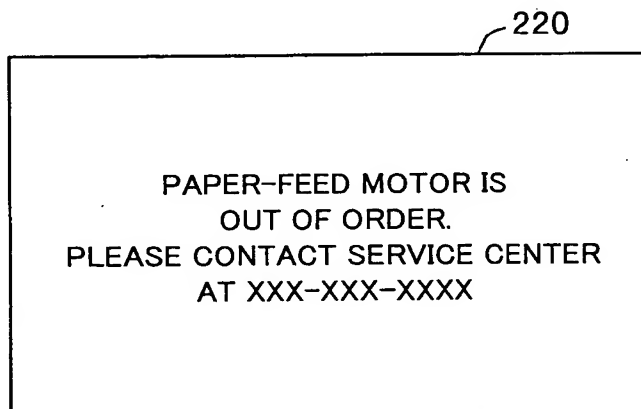 220
PAPER-FEED MOTOR IS
OUT OF ORDER.
PLEASE CONTACT SERVICE CENTER
AT XXX-XXX-XXXX